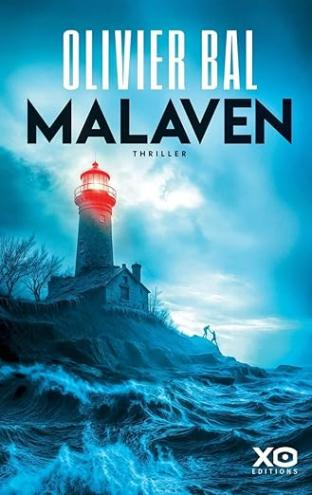 OLIVIER BAL
MALAVEN
THRILLER
XO
EDITIONS